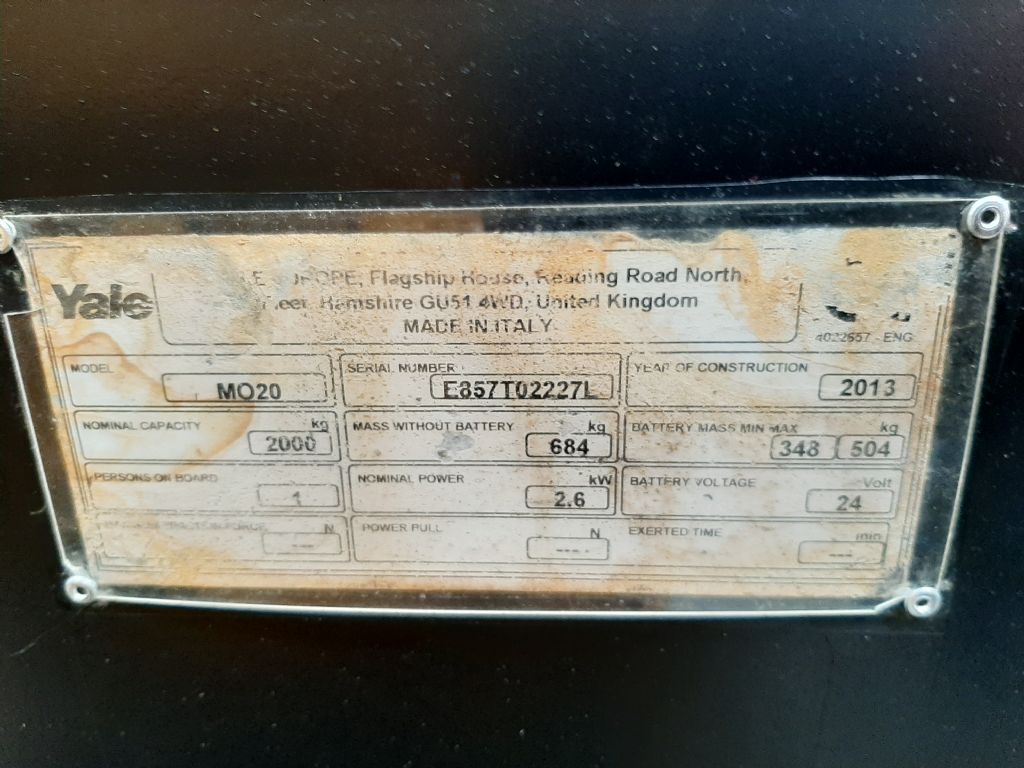 Yale
Flagship House, Reading Road North,
Hamshire GU51 4WD, United Kingdom
MADE IN ITALY
4022657 ENG
MODEL MO20 SERIAL NUMBER E857T02227L YEAR OF CONSTRUCTION 2013
NOMINAL CAPACITY kg 2000 MASS WITHOUT BATTERY kg 684 BATTERY MASS MIN MAX kg 348 504
PERSONS ON BOARD 1 NOMINAL POWER kW 2.6 BATTERY VOLTAGE Volt 24
FORCE N --- POWER PULL N --- EXERTED TIME min ---